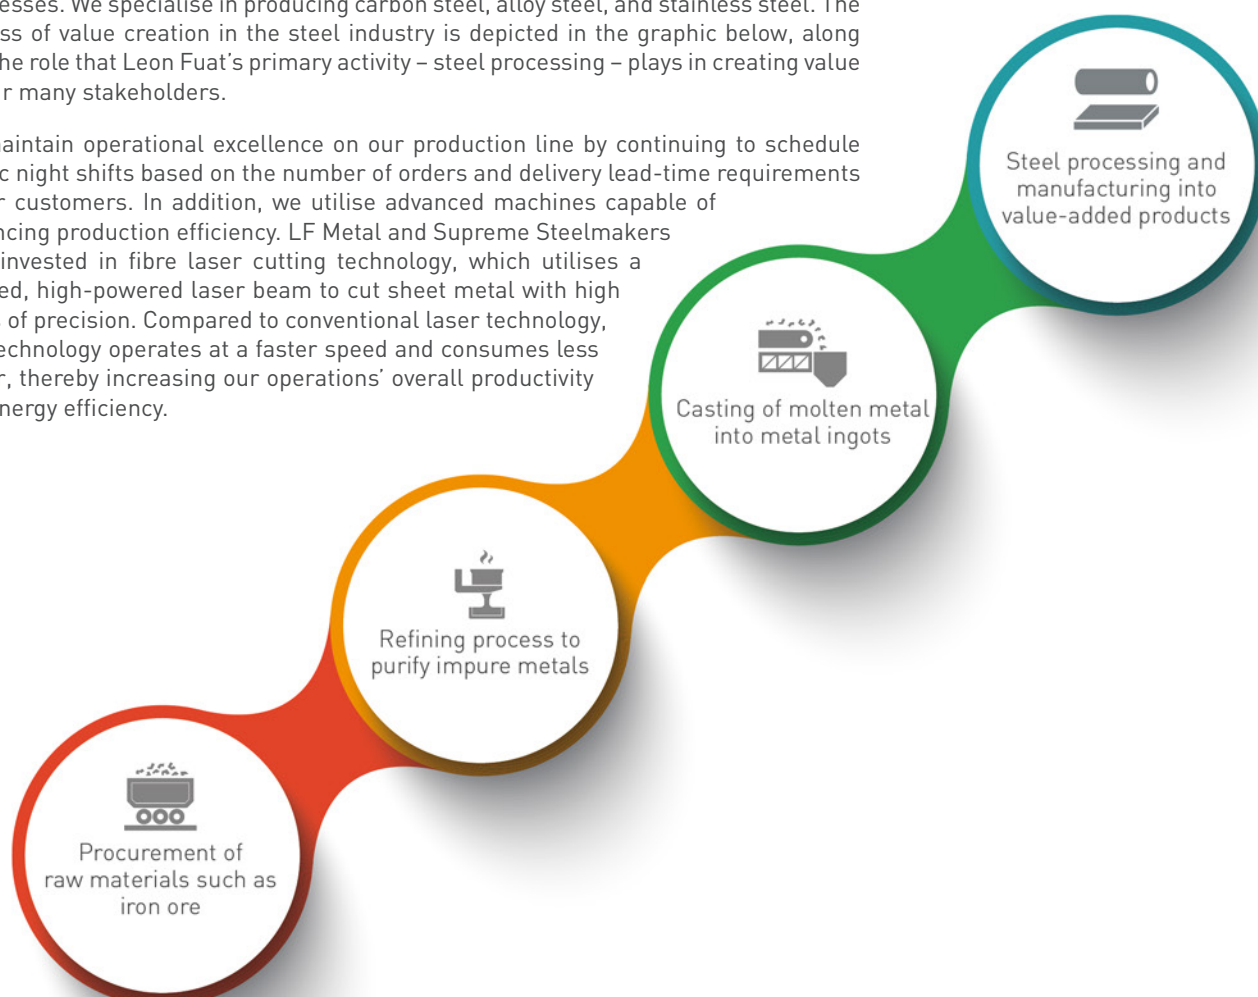 esses. We specialise in producing carbon steel, alloy steel, and stainless steel. The
ss of value creation in the steel industry is depicted in the graphic below, along
he role that Leon Fuat's primary activity – steel processing – plays in creating value
r many stakeholders.
aintain operational excellence on our production line by continuing to schedule
c night shifts based on the number of orders and delivery lead-time requirements
r customers. In addition, we utilise advanced machines capable of
ncing production efficiency. LF Metal and Supreme Steelmakers
invested in fibre laser cutting technology, which utilises a
ed, high-powered laser beam to cut sheet metal with high
of precision. Compared to conventional laser technology,
echnology operates at a faster speed and consumes less
r, thereby increasing our operations' overall productivity
nergy efficiency.
Steel processing and
manufacturing into
value-added products
Casting of molten metal
into metal ingots
Refining process to
purify impure metals
Procurement of
raw materials such as
iron ore